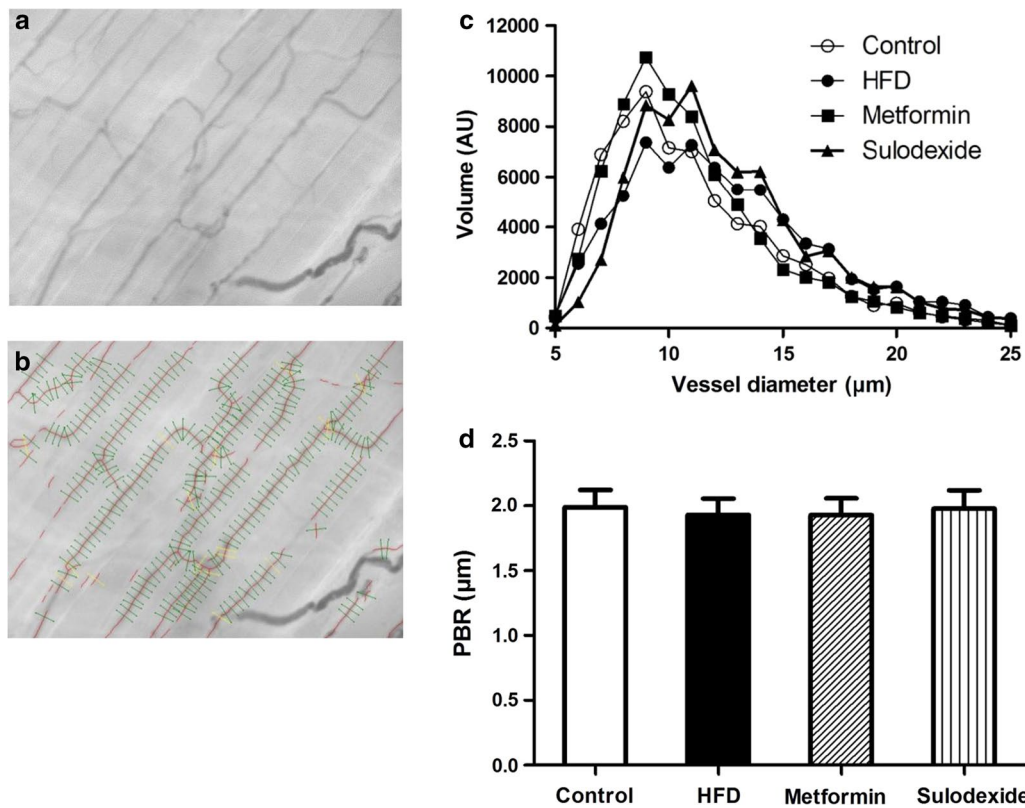 a
b
c
12000
10000
8000
6000
4000
2000
0
Volume (AU)
5
10
15
20
25
Vessel diameter (µm)
Control
HFD
Metformin
Sulodexide
d
2.5
2.0
1.5
1.0
0.5
0.0
PBR (µm)
Control
HFD
Metformin
Sulodexide